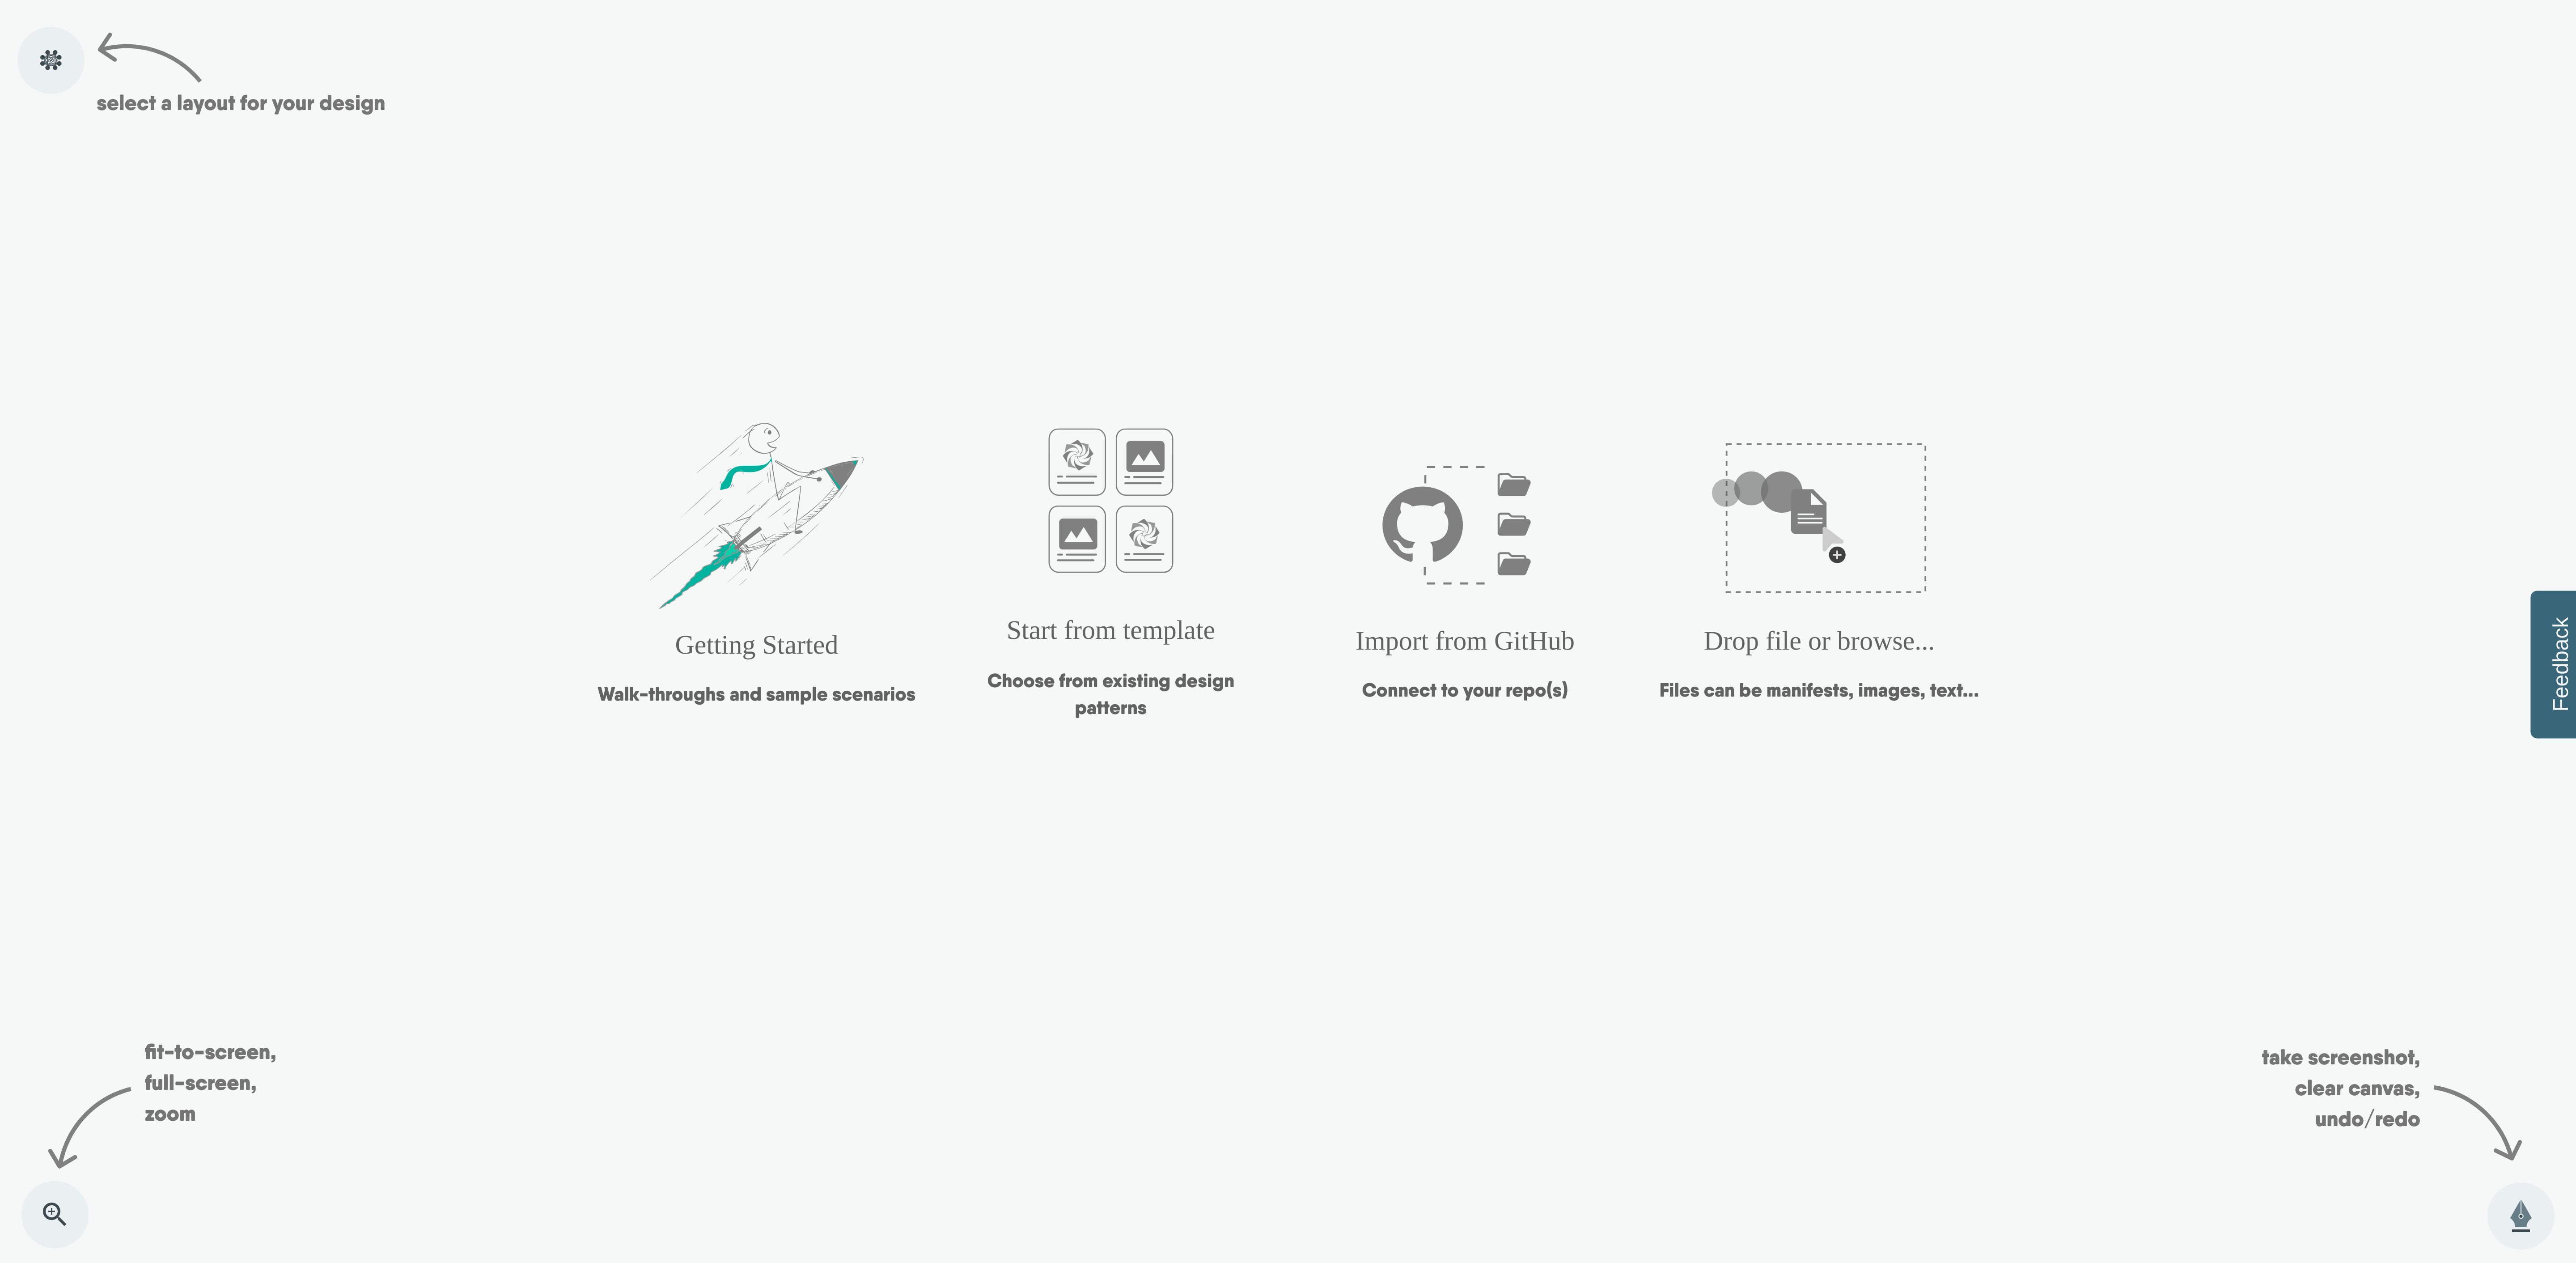 select a layout for your design
Getting Started
Walk-throughs and sample scenarios
Start from template
Choose from existing design
patterns
Import from GitHub
Connect to your repo(s)
Drop file or browse...
Files can be manifests, images, text...
Feedback
fit-to-screen,
full-screen,
zoom
take screenshot,
clear canvas,
undo/redo